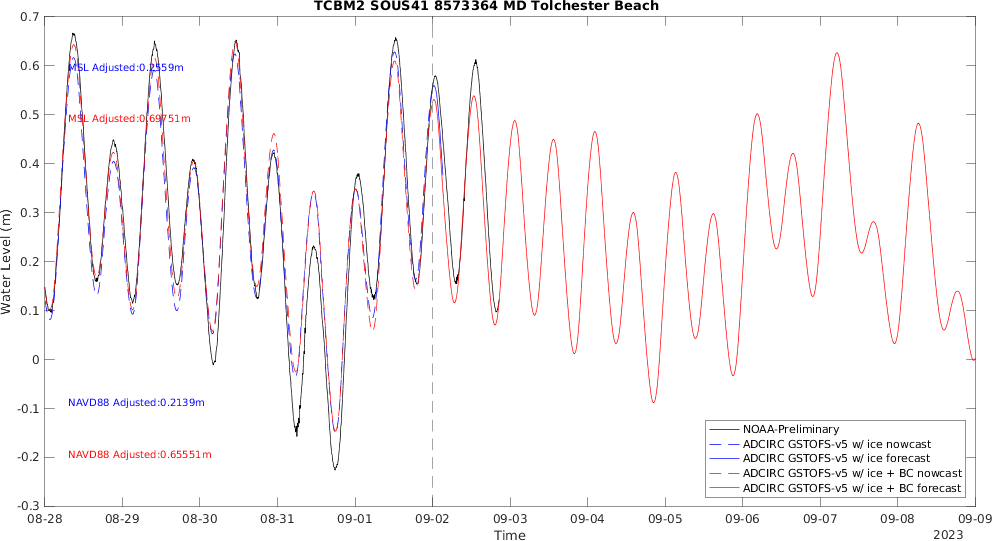 TCBM2 SOUS41 8573364 MD Tolchester Beach
0.7
0.6
0.5
0.4
0.3
0.2
0.1
0
-0.1
-0.2
-0.3
Water Level (m)
MSL Adjusted:0.2559m
MSL Adjusted:0.69751m
NAVD88 Adjusted:0.2139m
NAVD88 Adjusted:0.65551m
NOAA-Preliminary
ADCIRC GSTOFS-v5 w/ ice nowcast
ADCIRC GSTOFS-v5 w/ ice forecast
ADCIRC GSTOFS-v5 w/ ice + BC nowcast
ADCIRC GSTOFS-v5 w/ ice + BC forecast
08-28 08-29 08-30 08-31 09-01 09-02 09-03 09-04 09-05 09-06 09-07 09-08 09-09
Time
2023